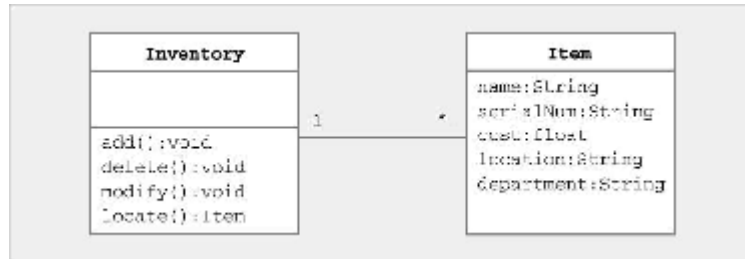 Inventory
add():void
delete():void
modify():void
locate():Item
1
*
Item
name:String
serialNum:String
cost:float
location:String
department:String